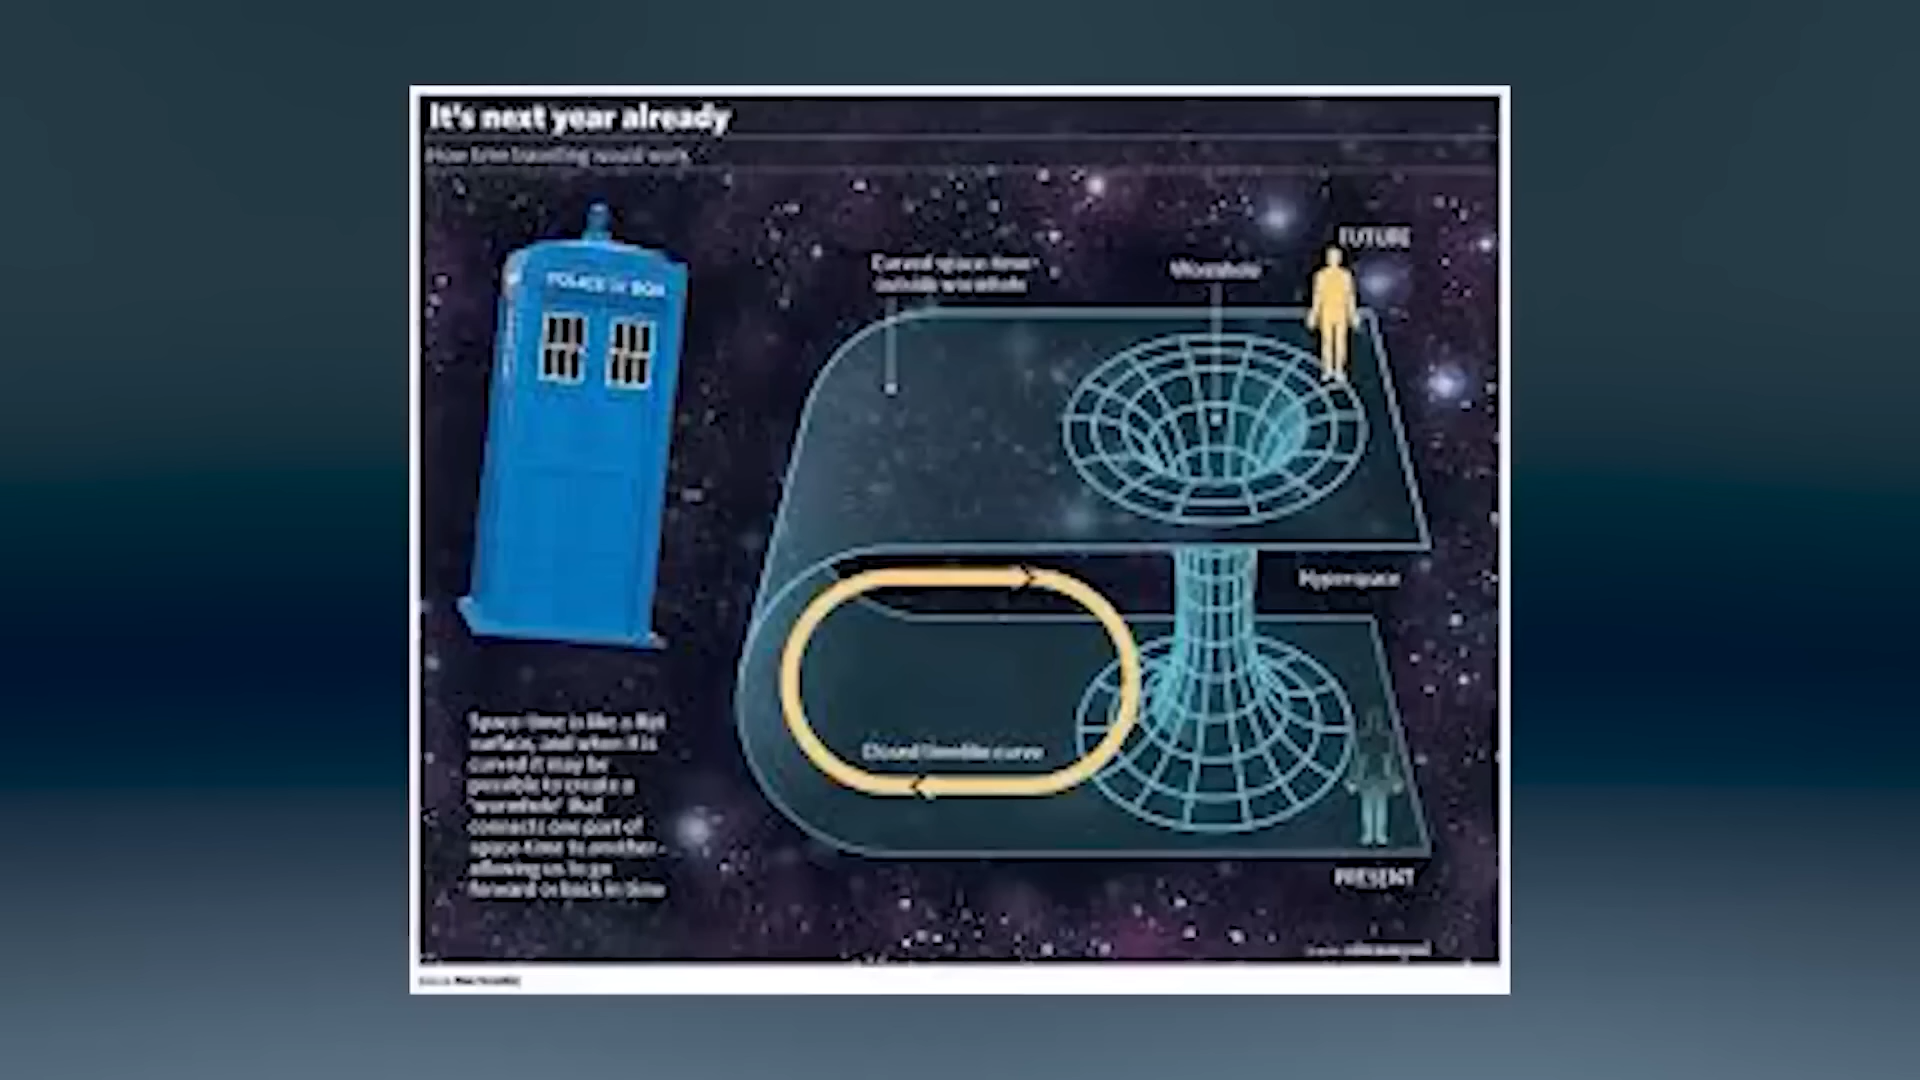 It's next year already
How time travelling would work
POLICE BOX
Curved space-time
outside wormhole
Wormhole
FUTURE
Hyperspace
Closed timelike curve
PRESENT
Space-time is like a flat
surface, and when it is
curved it may be
possible to create a
'wormhole' that
connects one part of
space-time to another -
allowing us to go
forward or back in time